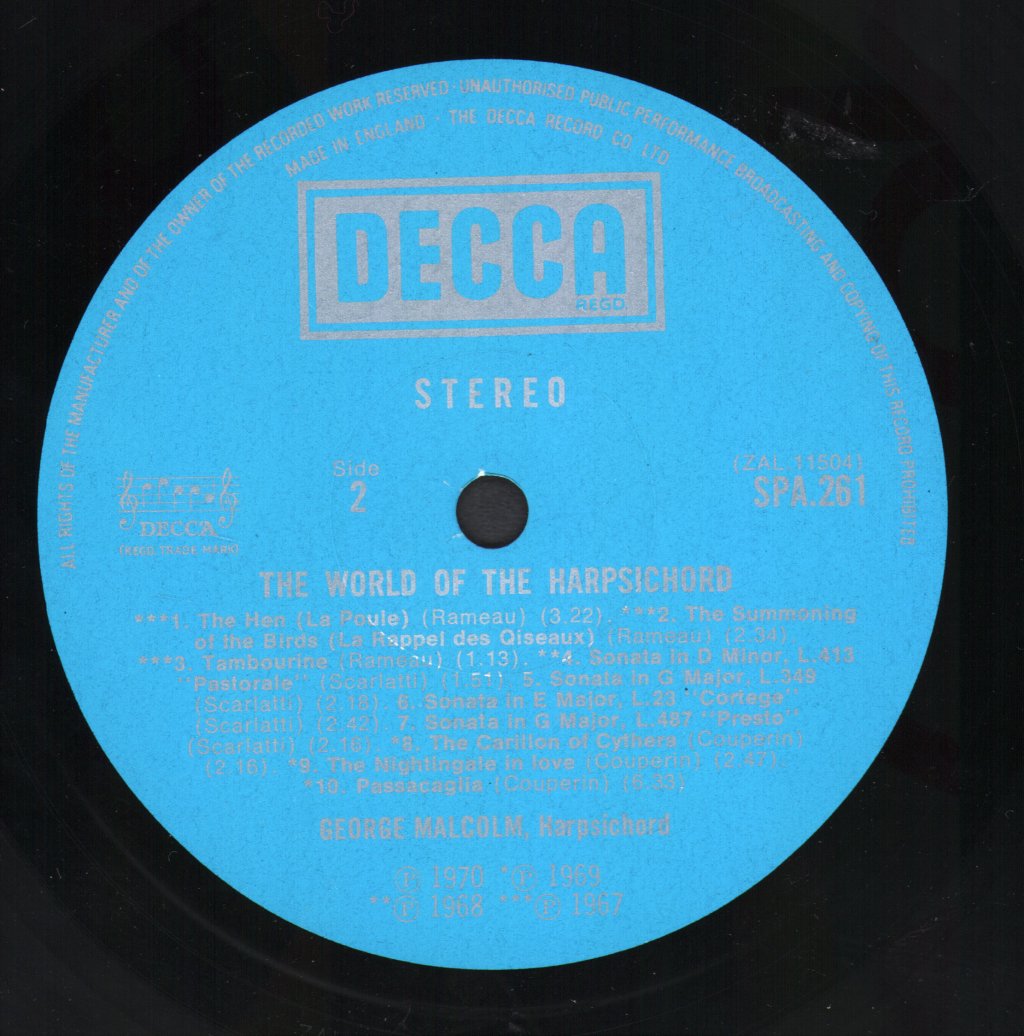 ALL RIGHTS OF THE MANUFACTURER AND OF THE OWNER OF THE RECORDED WORK RESERVED · UNAUTHORISED PUBLIC PERFORMANCE BROADCASTING AND COPYING OF THIS RECORD PROHIBITED
MADE IN ENGLAND · THE DECCA RECORD CO. LTD
DECCA
REGD.
STEREO
Side
2
(ZAL.11504)
SPA.261
DECCA
(REGD. TRADE MARK)
THE WORLD OF THE HARPSICHORD
***1. The Hen (La Poule) (Rameau) (3.22). ***2. The Summoning
of the Birds (La Rappel des Oiseaux) (Rameau) (2.34).
***3. Tambourine (Rameau) (1.13). **4. Sonata in D Minor, L.413
"Pastorale" (Scarlatti) (1.51) 5. Sonata in G Major, L.349
(Scarlatti) (2.18). 6. Sonata in E Major, L.23 "Cortege"
(Scarlatti) (2.42). 7. Sonata in G Major, L.487 "Presto"
(Scarlatti) (2.16). *8. The Carillon of Cythera (Couperin)
(2.16). *9. The Nightingale in love (Couperin) (2.47).
*10. Passacaglia (Couperin) (6.33)
GEORGE MALCOLM, Harpsichord
℗ 1970 *℗ 1969
**℗ 1968 ***℗ 1967